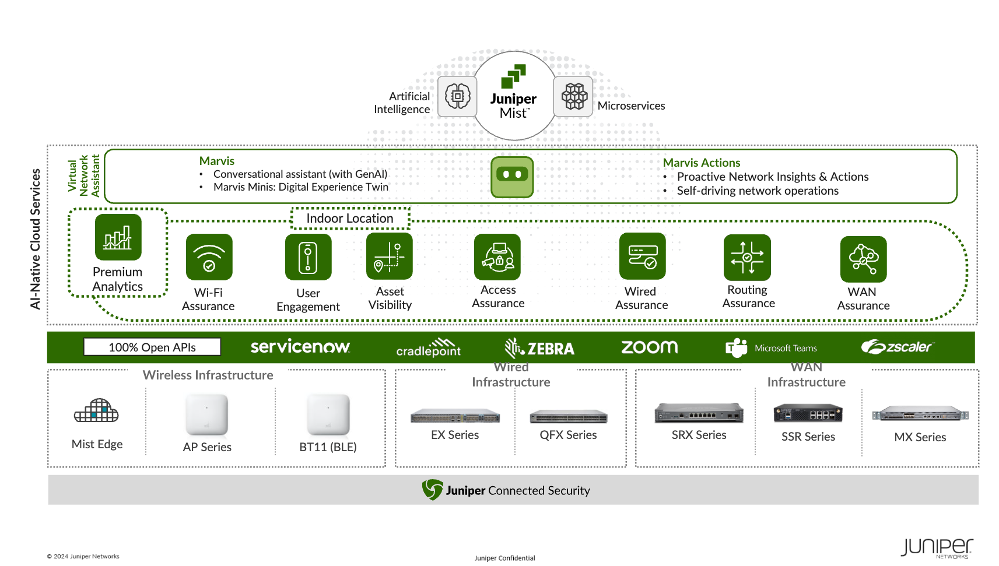 Artificial
Intelligence
Juniper
Mist™
Microservices
AI-Native Cloud Services
Virtual
Network
Assistant
Marvis
• Conversational assistant (with GenAI)
• Marvis Minis: Digital Experience Twin
Marvis Actions
• Proactive Network Insights & Actions
• Self-driving network operations
Indoor Location
Premium
Analytics
Wi-Fi
Assurance
User
Engagement
Asset
Visibility
Access
Assurance
Wired
Assurance
Routing
Assurance
WAN
Assurance
100% Open APIs
servicenow
cradlepoint
ZEBRA
zoom
T
Microsoft Teams
zscaler™
Wireless Infrastructure
Mist Edge
AP Series
BT11 (BLE)
Wired
Infrastructure
EX Series
QFX Series
WAN
Infrastructure
SRX Series
SSR Series
MX Series
Juniper Connected Security
© 2024 Juniper Networks
Juniper Confidential
JUNIPER
NETWORKS